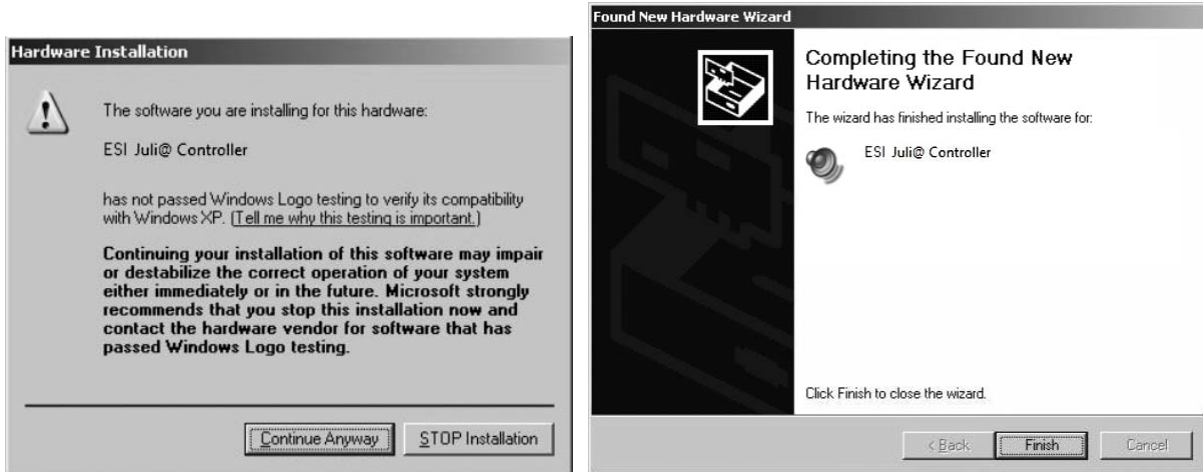 Hardware Installation
The software you are installing for this hardware:
ESI Juli@ Controller
has not passed Windows Logo testing to verify its compatibility
with Windows XP. (Tell me why this testing is important.)
Continuing your installation of this software may impair
or destabilize the correct operation of your system
either immediately or in the future. Microsoft strongly
recommends that you stop this installation now and
contact the hardware vendor for software that has
passed Windows Logo testing.
Continue Anyway
STOP Installation
Found New Hardware Wizard
Completing the Found New
Hardware Wizard
The wizard has finished installing the software for:
ESI Juli@ Controller
Click Finish to close the wizard.
< Back
Finish
Cancel